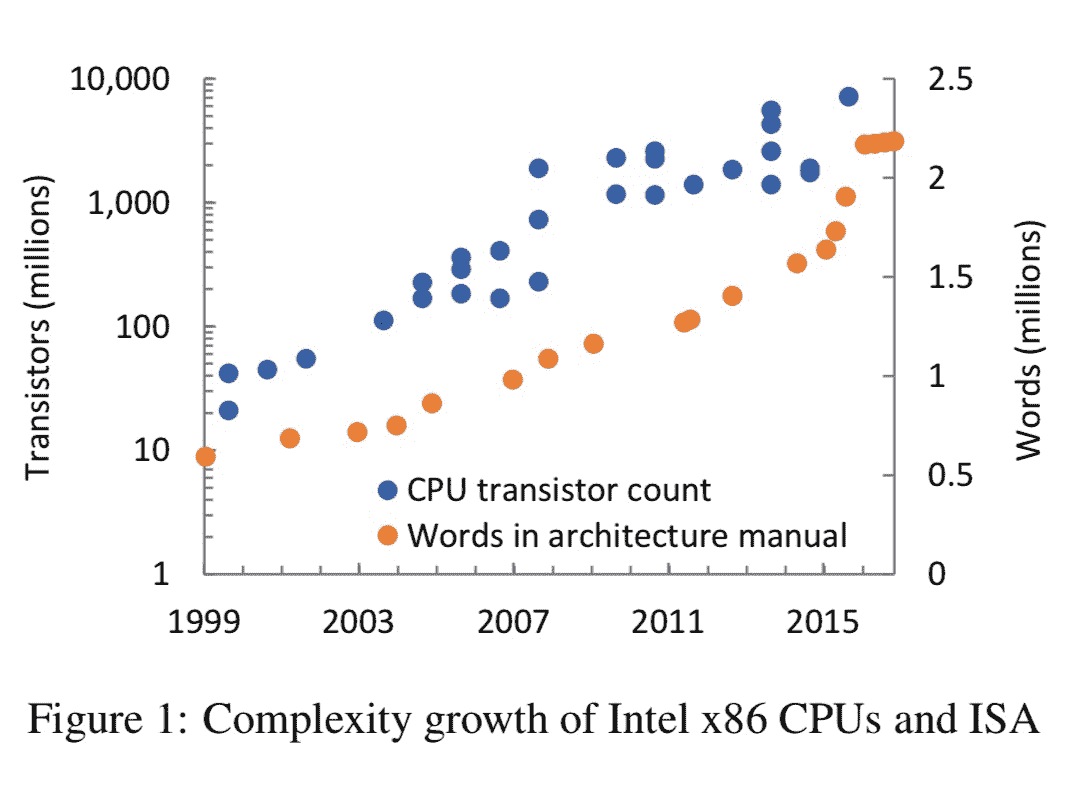 10,000
1,000
100
10
1
Transistors (millions)
2.5
2
1.5
1
0.5
0
Words (millions)
CPU transistor count
Words in architecture manual
1999 2003 2007 2011 2015
Figure 1: Complexity growth of Intel x86 CPUs and ISA